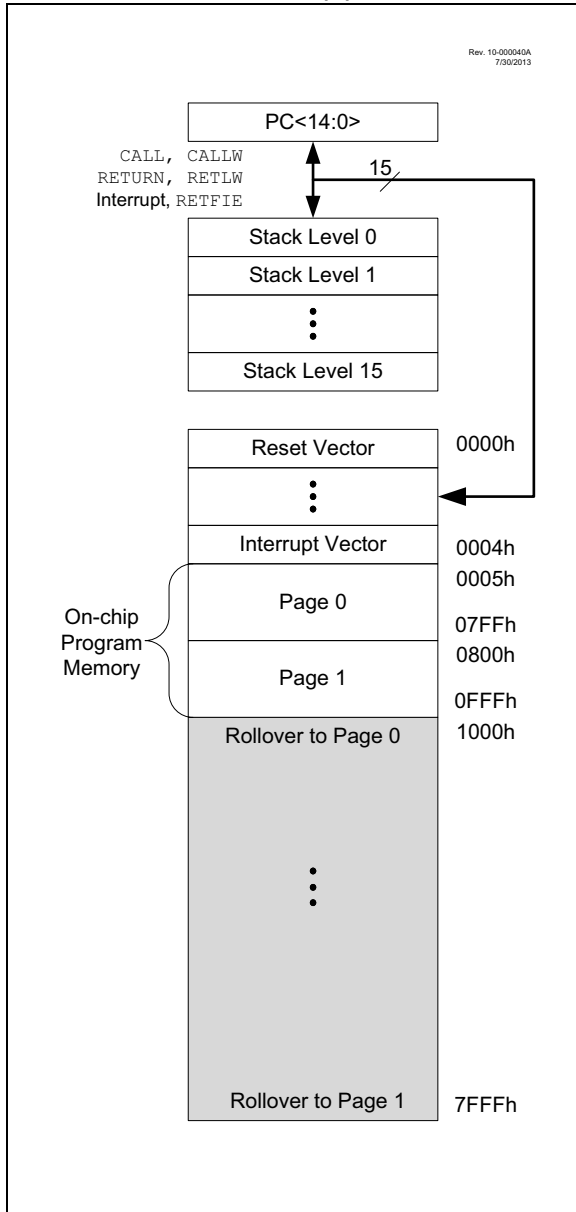 Rev. 10-000040A
7/30/2013
PC<14:0>
CALL, CALLW
RETURN, RETLW
Interrupt, RETFIE
15
Stack Level 0
Stack Level 1
Stack Level 15
Reset Vector
0000h
Interrupt Vector
0004h
0005h
On-chip
Program
Memory
Page 0
07FFh
0800h
Page 1
0FFFh
Rollover to Page 0
1000h
Rollover to Page 1
7FFFh